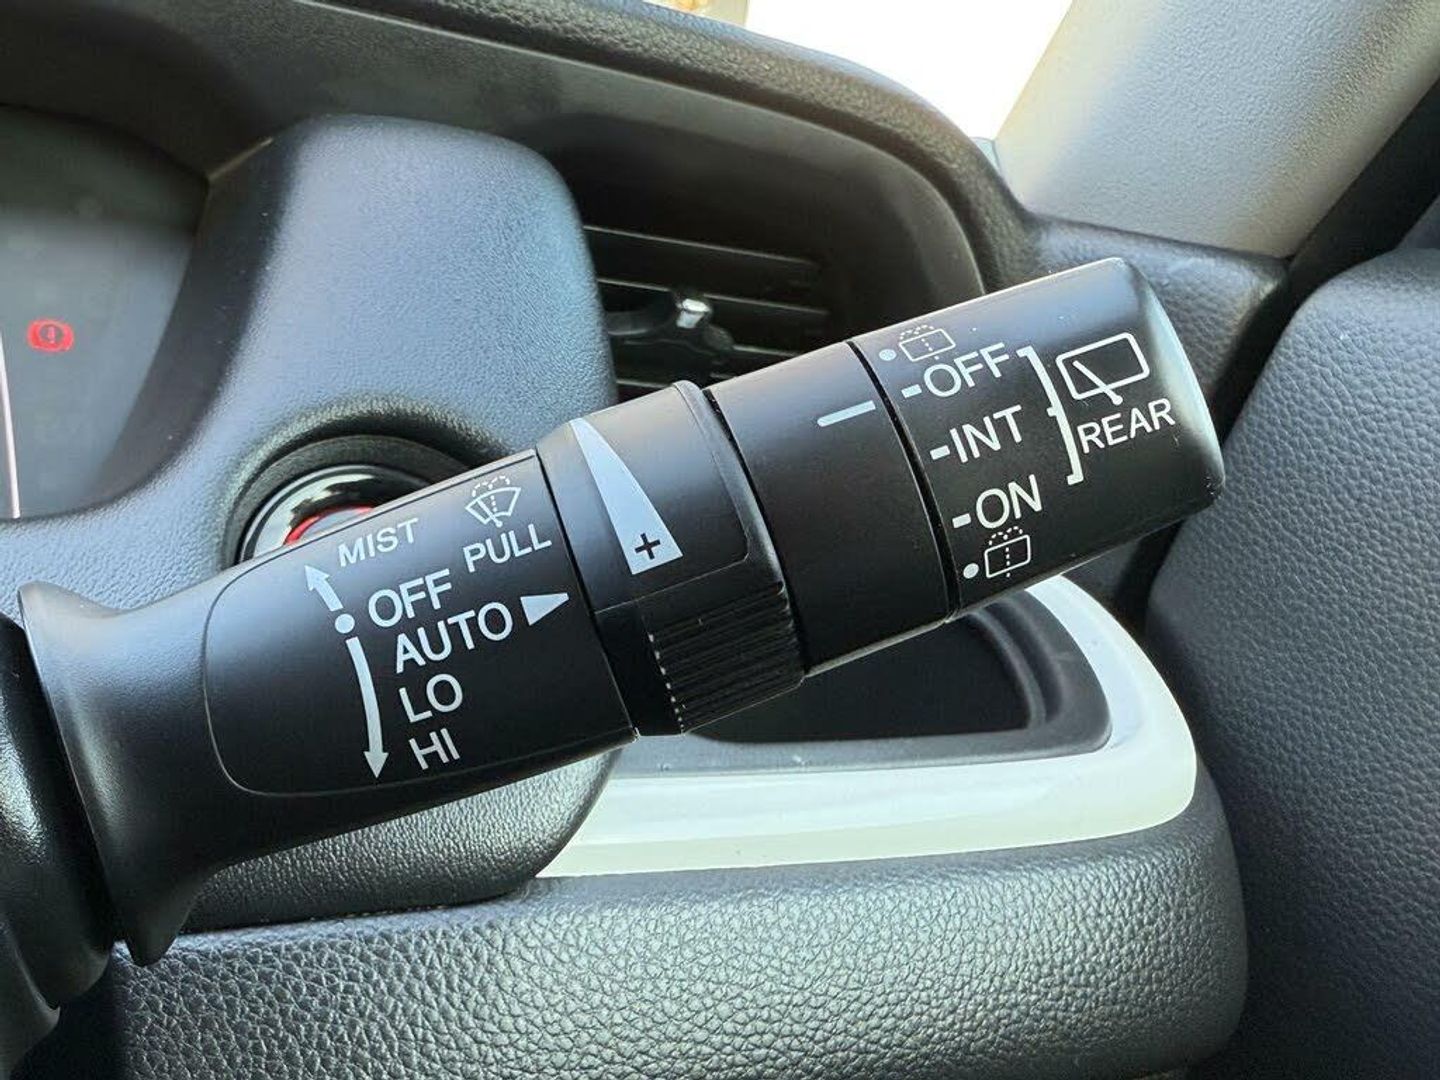 MIST
PULL
OFF
AUTO
LO
HI
+
OFF
INT
ON
REAR